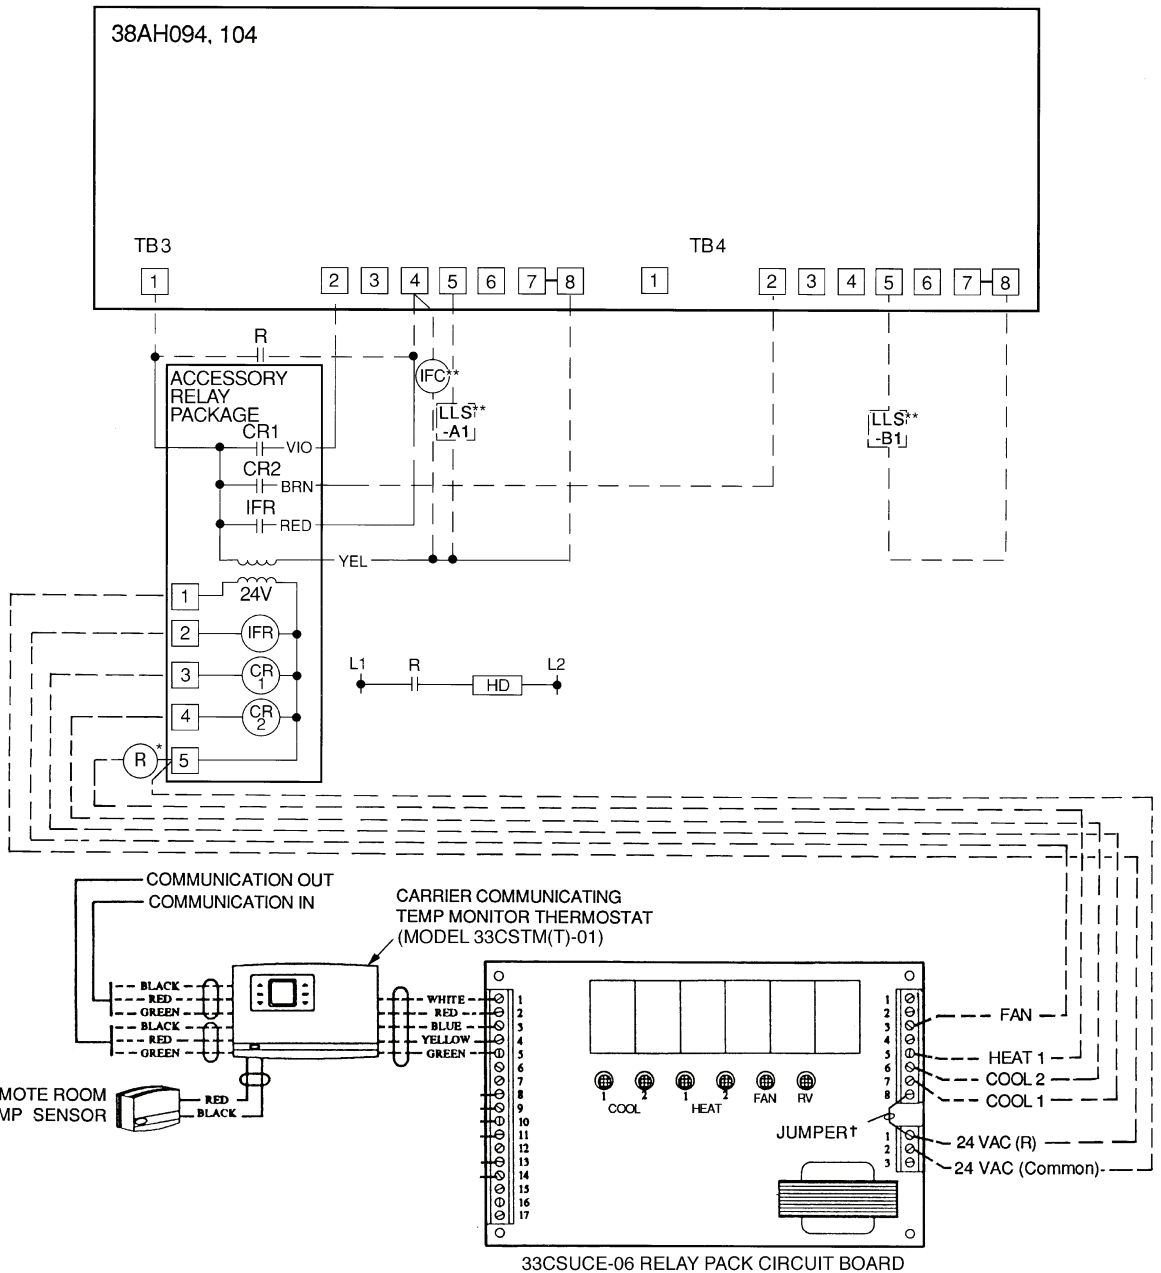 38AH094, 104
TB3
TB4
1 2 3 4 5 6 7 8 1 2 3 4 5 6 7 8
R
ACCESSORY
RELAY
PACKAGE
IFC**
LLS**
-A1
LLS**
-B1
CR1
VIO
CR2
BRN
IFR
RED
YEL
24V
1
2 IFR
3 CR
1
4 CR
2
R* 5
L1 R HD L2
COMMUNICATION OUT
COMMUNICATION IN
CARRIER COMMUNICATING
TEMP MONITOR THERMOSTAT
(MODEL 33CSTM(T)-01)
BLACK
RED
GREEN
BLACK
RED
GREEN
WHITE
RED
BLUE
YELLOW
GREEN
1
2
3
4
5
6
7
8
9
10
11
12
13
14
15
16
17
MOTE ROOM
MP SENSOR
RED
BLACK
1 2 1 2 FAN RV
COOL HEAT
JUMPER†
1
2
3
4
5
6
7
8
1
2
3
FAN
HEAT 1
COOL 2
COOL 1
24 VAC (R)
24 VAC (Common)
33CSUCE-06 RELAY PACK CIRCUIT BOARD